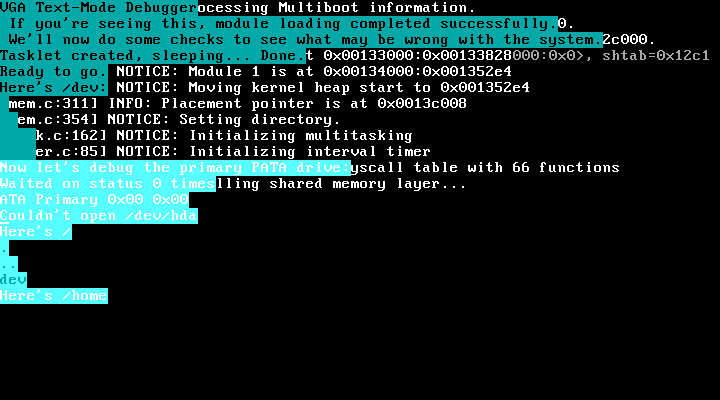 VGA Text-Mode Debuggerocessing Multiboot information.
If you're seeing this, module loading completed successfully.0.
We'll now do some checks to see what may be wrong with the system.2c000.
Tasklet created, sleeping... Done.t 0x00133000:0x00133828000:0x0>, shtab=0x12c1
Ready to go. NOTICE: Module 1 is at 0x00134000:0x001352e4
Here's /dev: NOTICE: Moving kernel heap start to 0x001352e4
mem.c:311] INFO: Placement pointer is at 0x0013c008
em.c:354] NOTICE: Setting directory.
k.c:162] NOTICE: Initializing multitasking
er.c:85] NOTICE: Initializing interval timer
Now let's debug the primary PATA drive:yscall table with 66 functions
Waited on status 0 timeslling shared memory layer...
ATA Primary 0x00 0x00
Couldn't open /dev/hda
Here's /
.
..
dev
Here's /home